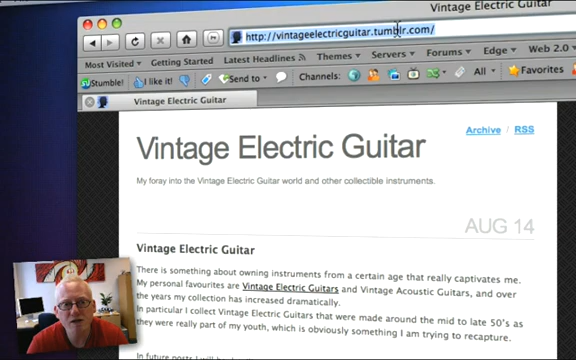 Vintage Electric Guitar
http://vintageelectricguitar.tumblr.com/
Most Visited Getting Started Latest Headlines Themes Servers Forums Edge Web 2.0
Stumble! I like it! Send to Channels: All Favorites
Vintage Electric Guitar
Archive / RSS
Vintage Electric Guitar
My foray into the Vintage Electric Guitar world and other collectible instruments.
AUG 14
Vintage Electric Guitar
There is something about owning instruments from a certain age that really captivates me.
My personal favourites are Vintage Electric Guitars and Vintage Acoustic Guitars, and over
the years my collection has increased dramatically.
In particular I collect Vintage Electric Guitars that were made around the mid to late 50's as
they were really part of my youth, which is obviously something I am trying to recapture.
In future posts I will